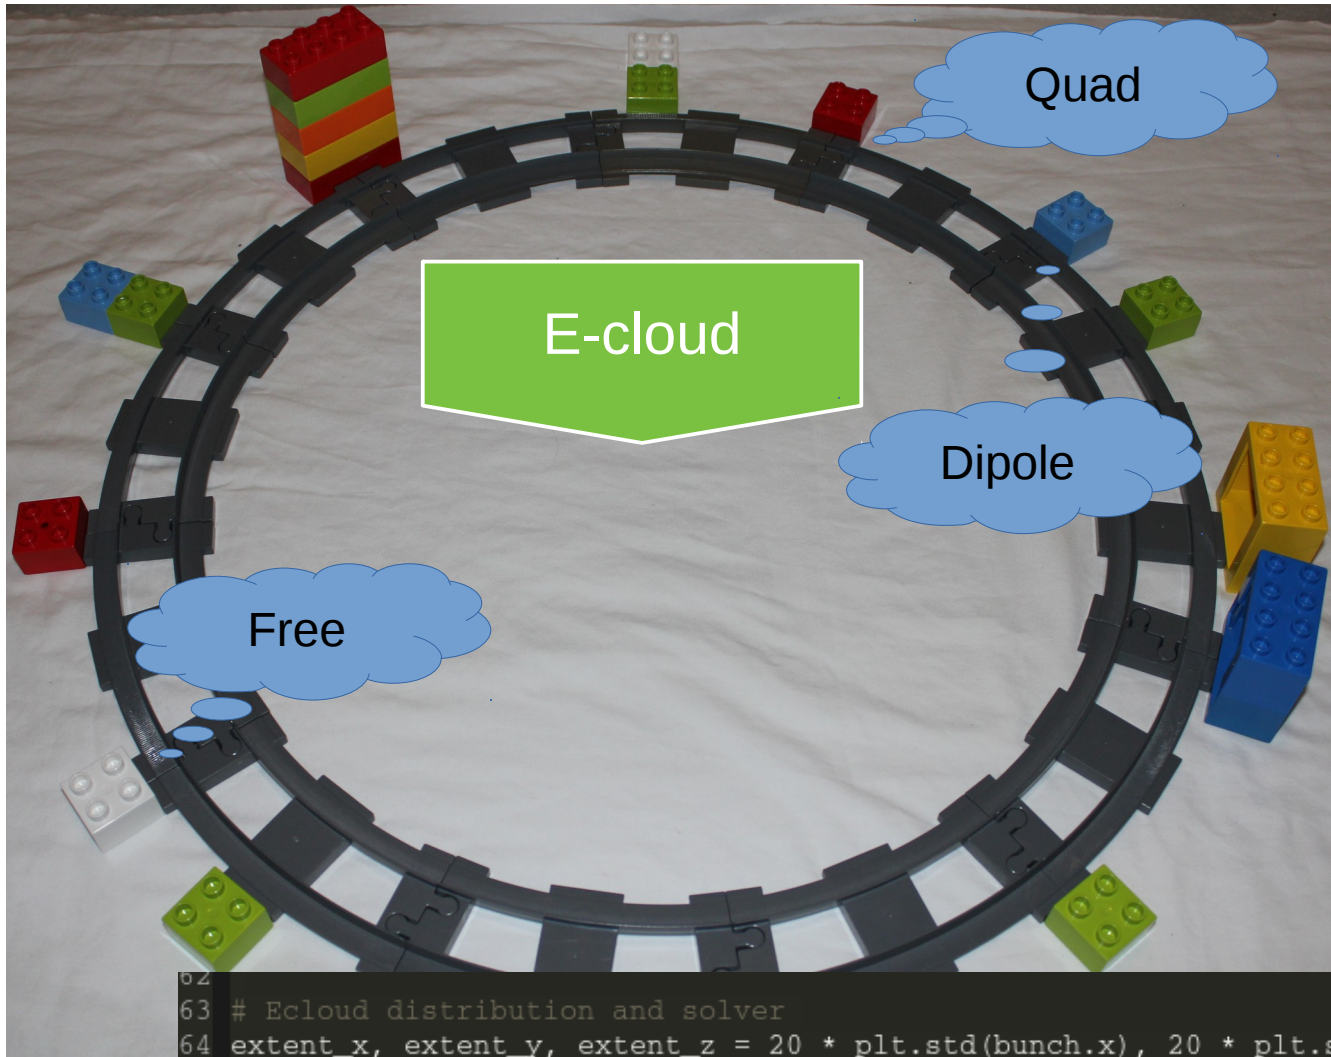 Quad
E-cloud
Dipole
Free
62
63 # Ecloud distribution and solver
64 extent_x, extent_y, extent_z = 20 * plt.std(bunch.x), 20 * plt.s